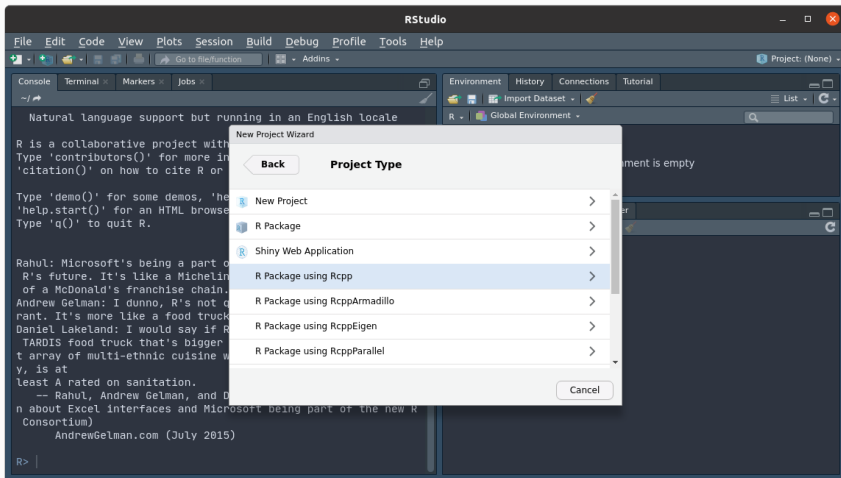 RStudio
File Edit Code View Plots Session Build Debug Profile Tools Help
Go to file/function Addins Project: (None)
Console Terminal Markers Jobs
~/
Natural language support but running in an English locale
R is a collaborative project with
Type 'contributors()' for more in
'citation()' on how to cite R or
Type 'demo()' for some demos, 'he
'help.start()' for an HTML browse
Type 'q()' to quit R.
Rahul: Microsoft's being a part o
R's future. It's like a Michelin
of a McDonald's franchise chain.
Andrew Gelman: I dunno, R's not q
rant. It's more like a food truck
Daniel Lakeland: I would say if R
TARDIS food truck that's bigger
t array of multi-ethnic cuisine w
y, is at
least A rated on sanitation.
-- Rahul, Andrew Gelman, and D
n about Excel interfaces and Microsoft being part of the new R
Consortium)
AndrewGelman.com (July 2015)
R>
New Project Wizard
Back Project Type
New Project
R Package
R Shiny Web Application
R Package using Rcpp
R Package using RcppArmadillo
R Package using RcppEigen
R Package using RcppParallel
Cancel
Environment History Connections Tutorial
Import Dataset List
R Global Environment
nment is empty
er